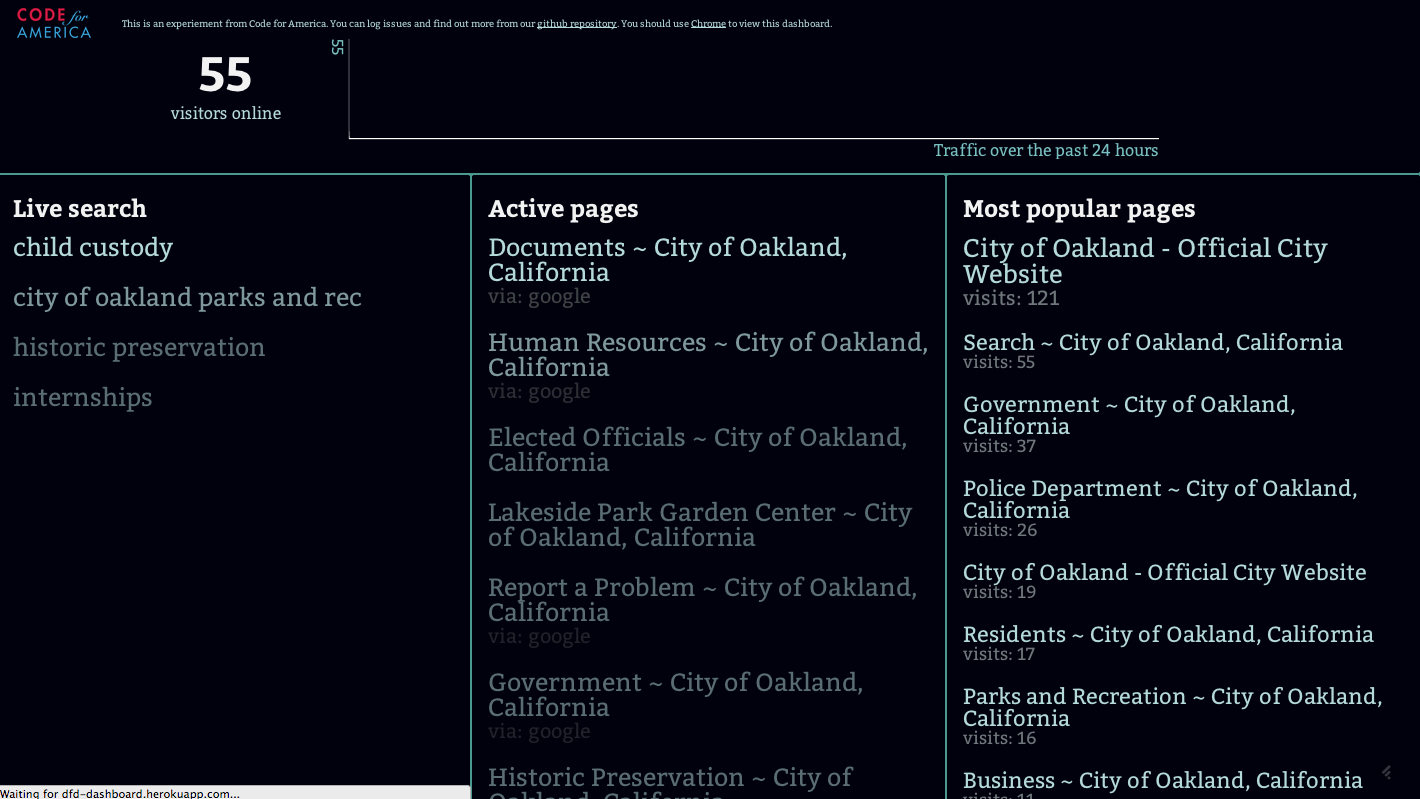 CODE for
AMERICA
This is an experiement from Code for America. You can log issues and find out more from our github repository. You should use Chrome to view this dashboard.
55
visitors online
55
Traffic over the past 24 hours
Live search
child custody
city of oakland parks and rec
historic preservation
internships
Active pages
Documents ~ City of Oakland,
California
via: google
Human Resources ~ City of Oakland,
California
via: google
Elected Officials ~ City of Oakland,
California
Lakeside Park Garden Center ~ City
of Oakland, California
Report a Problem ~ City of Oakland,
California
via: google
Government ~ City of Oakland,
California
via: google
Historic Preservation ~ City of
Oakland, California
Most popular pages
City of Oakland - Official City
Website
visits: 121
Search ~ City of Oakland, California
visits: 55
Government ~ City of Oakland,
California
visits: 37
Police Department ~ City of Oakland,
California
visits: 26
City of Oakland - Official City Website
visits: 19
Residents ~ City of Oakland, California
visits: 17
Parks and Recreation ~ City of Oakland,
California
visits: 16
Business ~ City of Oakland, California
visits: 11
Waiting for dfd-dashboard.herokuapp.com...